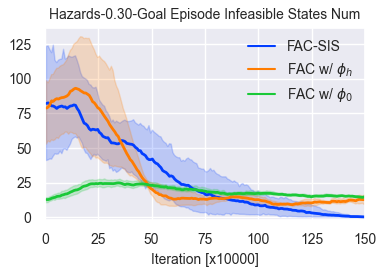 Hazards-0.30-Goal Episode Infeasible States Num
FAC-SIS
FAC w/ ϕh
FAC w/ ϕ0
125
100
75
50
25
0
0 25 50 75 100 125 150
Iteration [x10000]